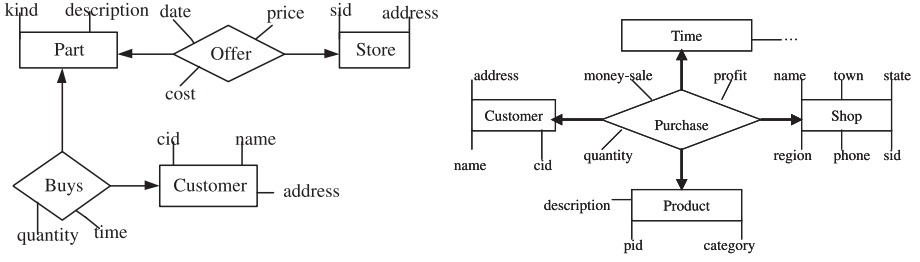 kind description date price sid address
Part Offer Store
cost
cid name
Buys Customer address
quantity time
Time ...
address money-sale profit name town state
Customer Purchase Shop
name cid quantity region phone sid
description Product
pid category